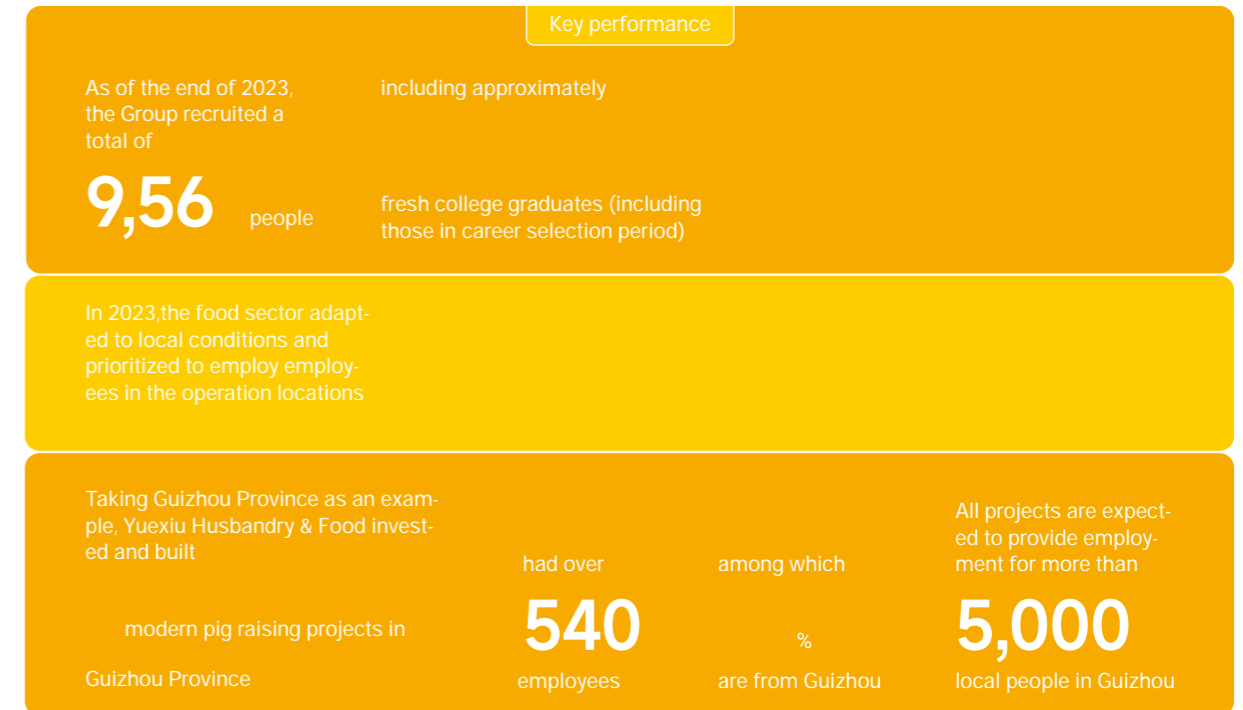 Key performance
As of the end of 2023,
the Group recruited a
total of
9,56
people
including approximately
fresh college graduates (including
those in career selection period)
In 2023,the food sector adapt-
ed to local conditions and
prioritized to employ employ-
ees in the operation locations
Taking Guizhou Province as an exam-
ple, Yuexiu Husbandry & Food invest-
ed and built
modern pig raising projects in
Guizhou Province
had over
540
employees
among which
%
are from Guizhou
All projects are expect-
ed to provide employ-
ment for more than
5,000
local people in Guizhou